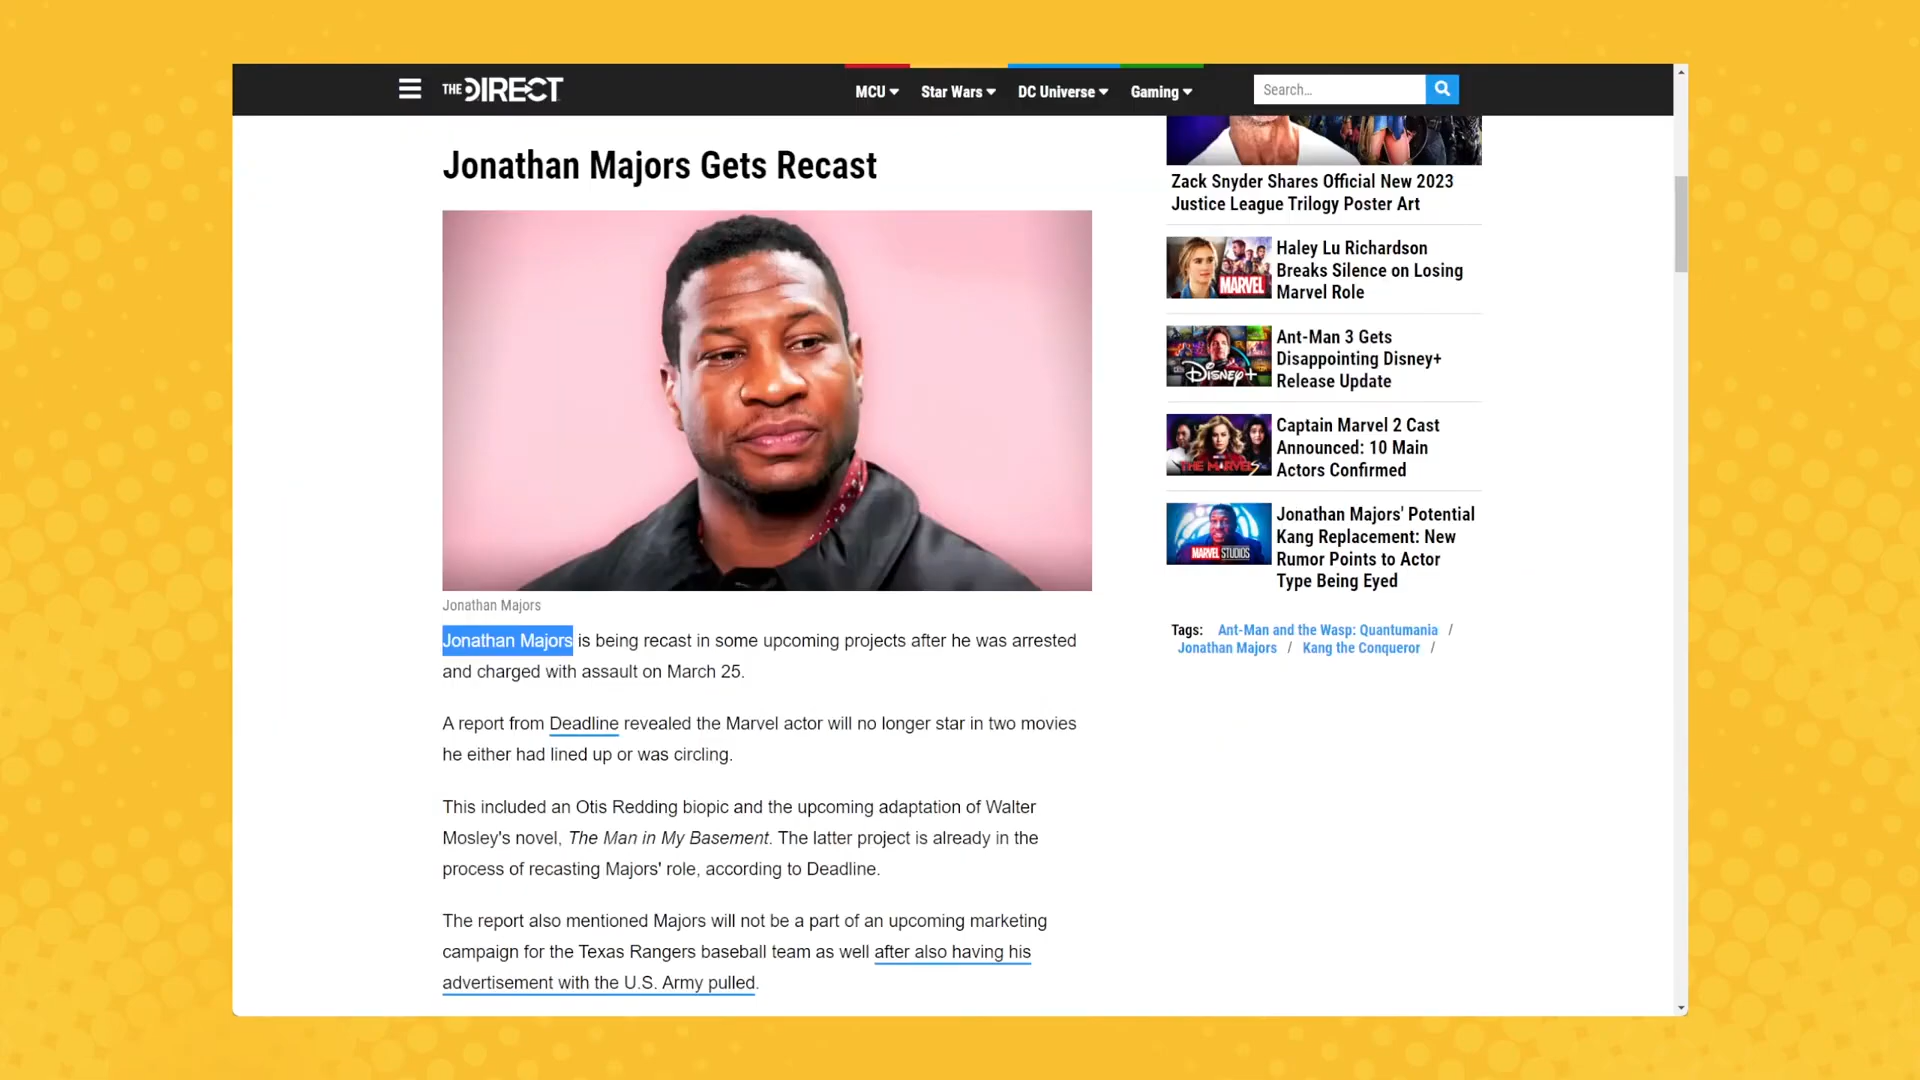 THE DIRECT
MCU
Star Wars
DC Universe
Gaming
Search...
Jonathan Majors Gets Recast
Jonathan Majors
Jonathan Majors is being recast in some upcoming projects after he was arrested
and charged with assault on March 25.
A report from Deadline revealed the Marvel actor will no longer star in two movies
he either had lined up or was circling.
This included an Otis Redding biopic and the upcoming adaptation of Walter
Mosley's novel, The Man in My Basement. The latter project is already in the
process of recasting Majors' role, according to Deadline.
The report also mentioned Majors will not be a part of an upcoming marketing
campaign for the Texas Rangers baseball team as well after also having his
advertisement with the U.S. Army pulled.
Zack Snyder Shares Official New 2023
Justice League Trilogy Poster Art
MARVEL
Haley Lu Richardson
Breaks Silence on Losing
Marvel Role
Disney+
Ant-Man 3 Gets
Disappointing Disney+
Release Update
THE MARVELS
Captain Marvel 2 Cast
Announced: 10 Main
Actors Confirmed
MARVEL STUDIOS
Jonathan Majors' Potential
Kang Replacement: New
Rumor Points to Actor
Type Being Eyed
Tags: Ant-Man and the Wasp: Quantumania /
Jonathan Majors / Kang the Conqueror /